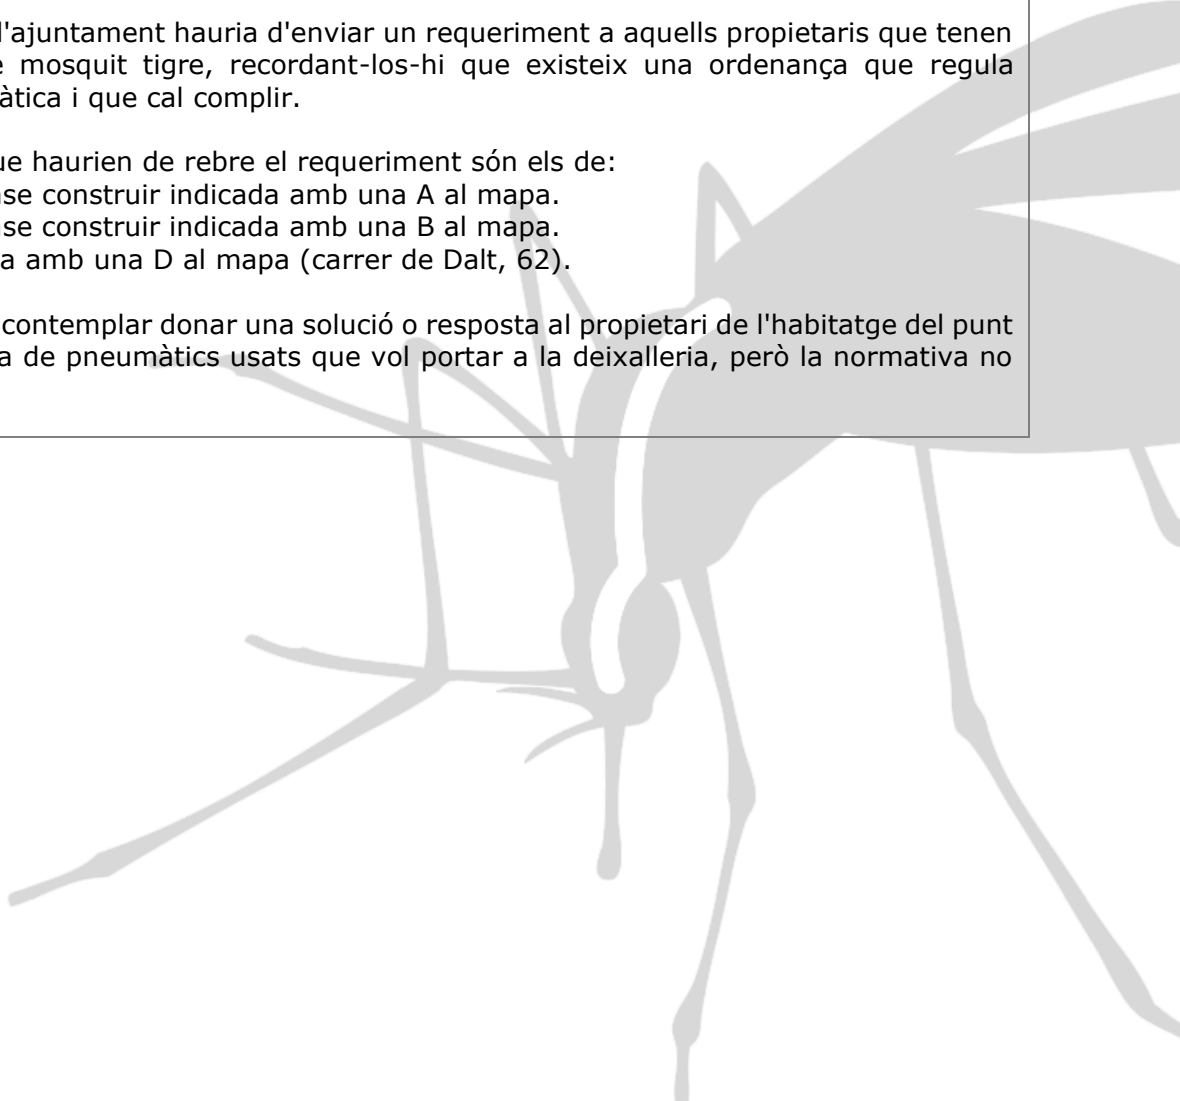 l'ajuntament hauria d'enviar un requeriment a aquells propietaris que tenen
mosquit tigre, recordant-los-hi que existeix una ordenança que regula
àtica i que cal complir.
ue haurien de rebre el requeriment són els de:
se construir indicada amb una A al mapa.
se construir indicada amb una B al mapa.
a amb una D al mapa (carrer de Dalt, 62).
contemplar donar una solució o resposta al propietari de l'habitatge del punt
a de pneumàtics usats que vol portar a la deixalleria, però la normativa no